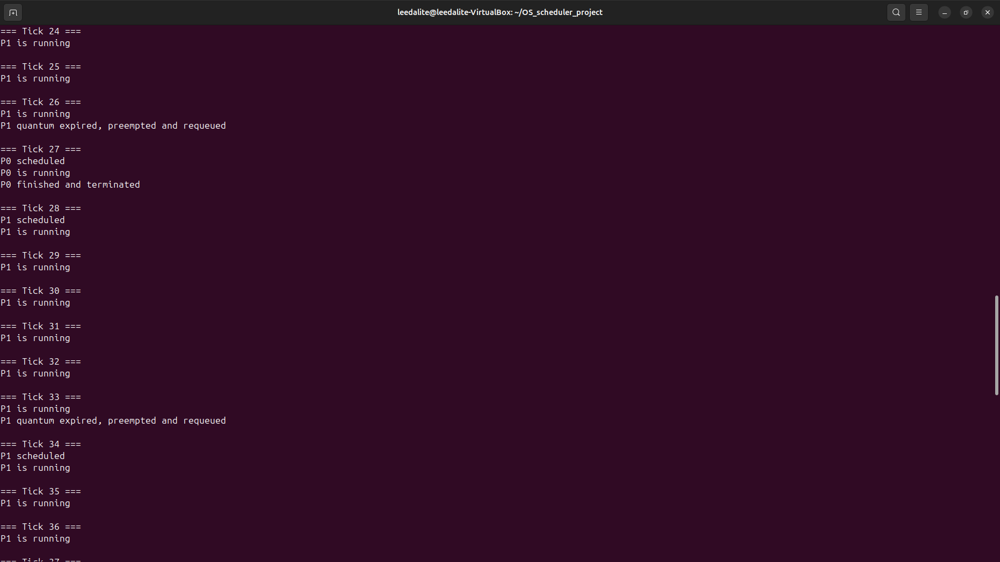 leedalite@leedalite-VirtualBox: ~/OS_scheduler_project
=== Tick 24 ===
P1 is running
=== Tick 25 ===
P1 is running
=== Tick 26 ===
P1 is running
P1 quantum expired, preempted and requeued
=== Tick 27 ===
P0 scheduled
P0 is running
P0 finished and terminated
=== Tick 28 ===
P1 scheduled
P1 is running
=== Tick 29 ===
P1 is running
=== Tick 30 ===
P1 is running
=== Tick 31 ===
P1 is running
=== Tick 32 ===
P1 is running
=== Tick 33 ===
P1 is running
P1 quantum expired, preempted and requeued
=== Tick 34 ===
P1 scheduled
P1 is running
=== Tick 35 ===
P1 is running
=== Tick 36 ===
P1 is running
=== Tick 37 ===